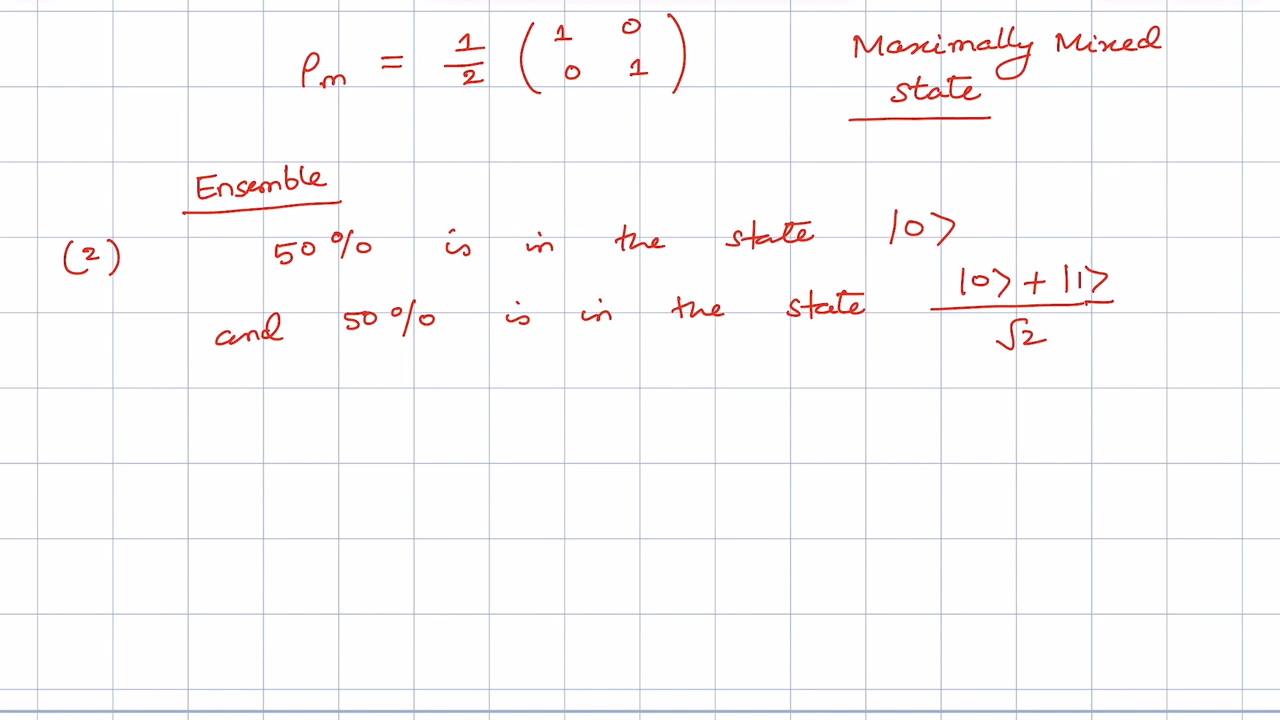 ρ_m = 1/2 ( 1 0 ; 0 1 ) Maximally Mixed
state
Ensemble
(2) 50% is in the state |0>
and 50% is in the state (|0> + |1>)/√2